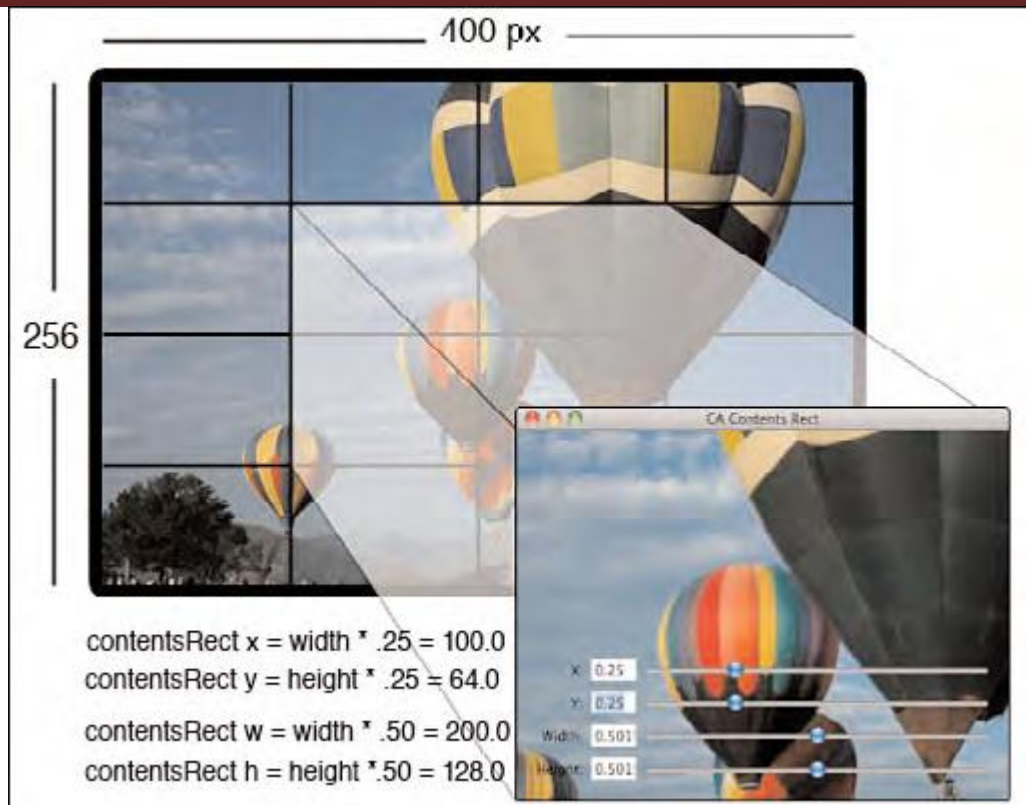 400 px
256
CA Contents Rect
X: 0.25
Y: 0.25
Width: 0.501
Height: 0.501
contentsRect x = width * .25 = 100.0
contentsRect y = height * .25 = 64.0
contentsRect w = width * .50 = 200.0
contentsRect h = height *.50 = 128.0